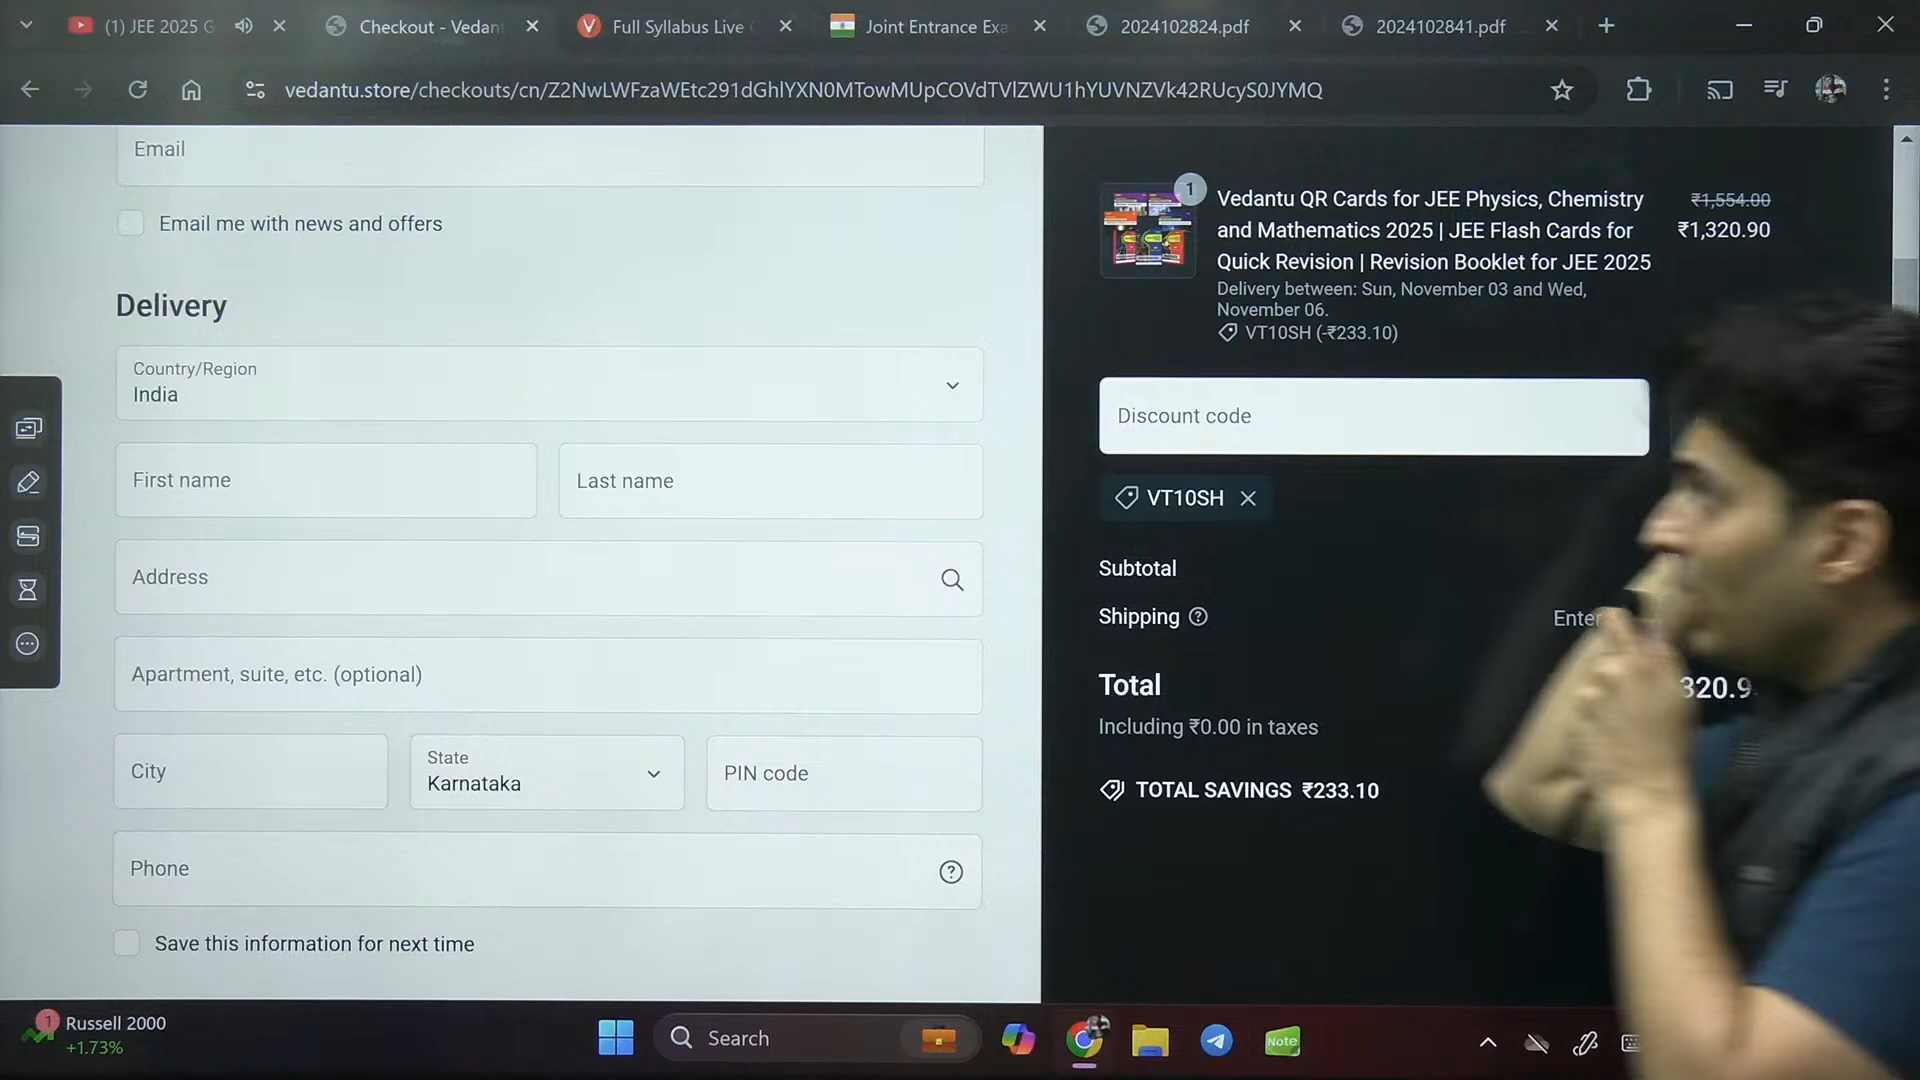 (1) JEE 2025 G
Checkout - Vedan
Full Syllabus Live
Joint Entrance Exa
2024102824.pdf
2024102841.pdf
vedantu.store/checkouts/cn/Z2NwLWFzaWEtc291dGhlYXN0MTowMUpCOVdTVlZWU1hYUVNZVk42RUcyS0JYMQ
Email
Email me with news and offers
Delivery
Country/Region
India
First name
Last name
Address
Apartment, suite, etc. (optional)
City
State
Karnataka
PIN code
Phone
Save this information for next time
1
Vedantu QR Cards for JEE Physics, Chemistry
and Mathematics 2025 | JEE Flash Cards for
Quick Revision | Revision Booklet for JEE 2025
₹1,554.00
₹1,320.90
Delivery between: Sun, November 03 and Wed,
November 06.
VT10SH (-₹233.10)
Discount code
VT10SH
Subtotal
Shipping
Enter
Total
320.9
Including ₹0.00 in taxes
TOTAL SAVINGS ₹233.10
1
Russell 2000
+1.73%
Search
Note